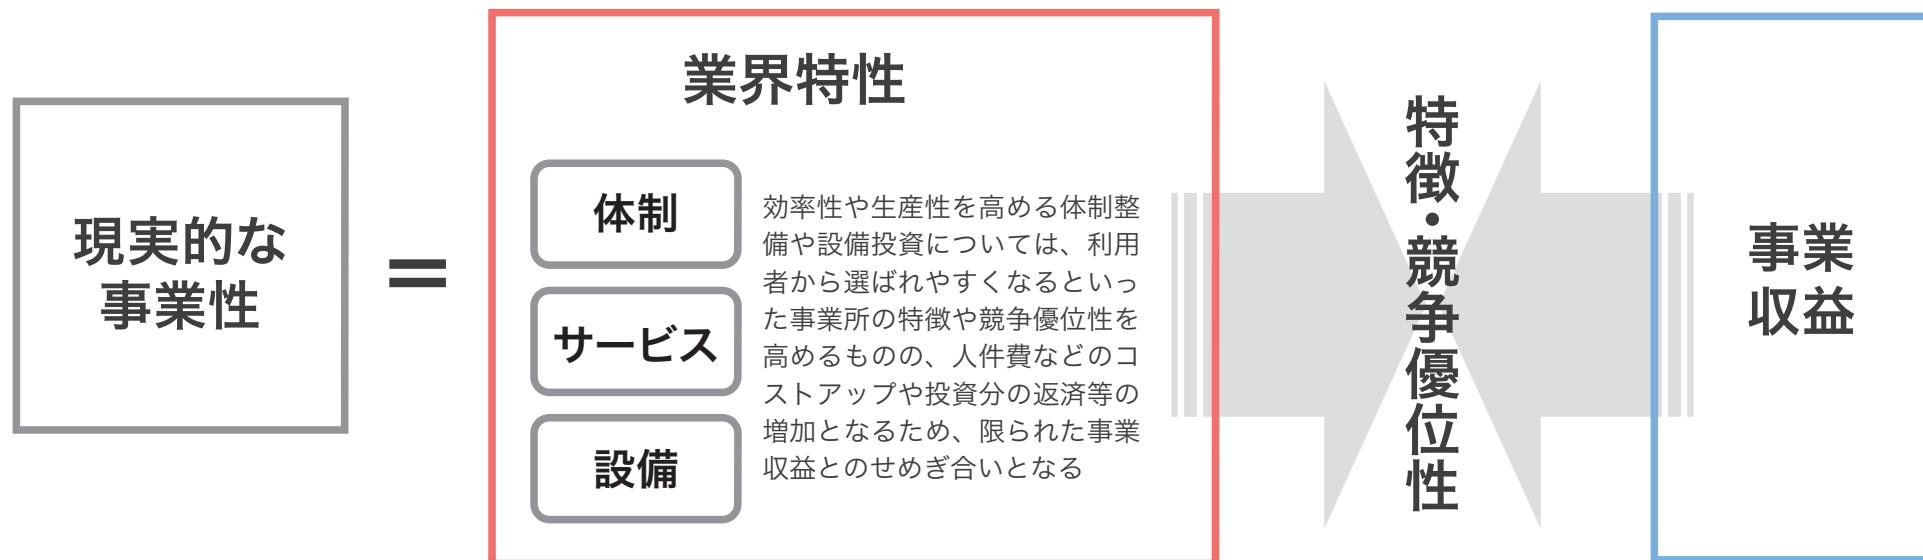 現実的な
事業性
＝
業界特性
体制
サービス
設備
効率性や生産性を高める体制整
備や設備投資については、利用
者から選ばれやすくなるといっ
た事業所の特徴や競争優位性を
高めるものの、人件費などのコ
ストアップや投資分の返済等の
増加となるため、限られた事業
収益とのせめぎ合いとなる
特徴・競争優位性
事業
収益